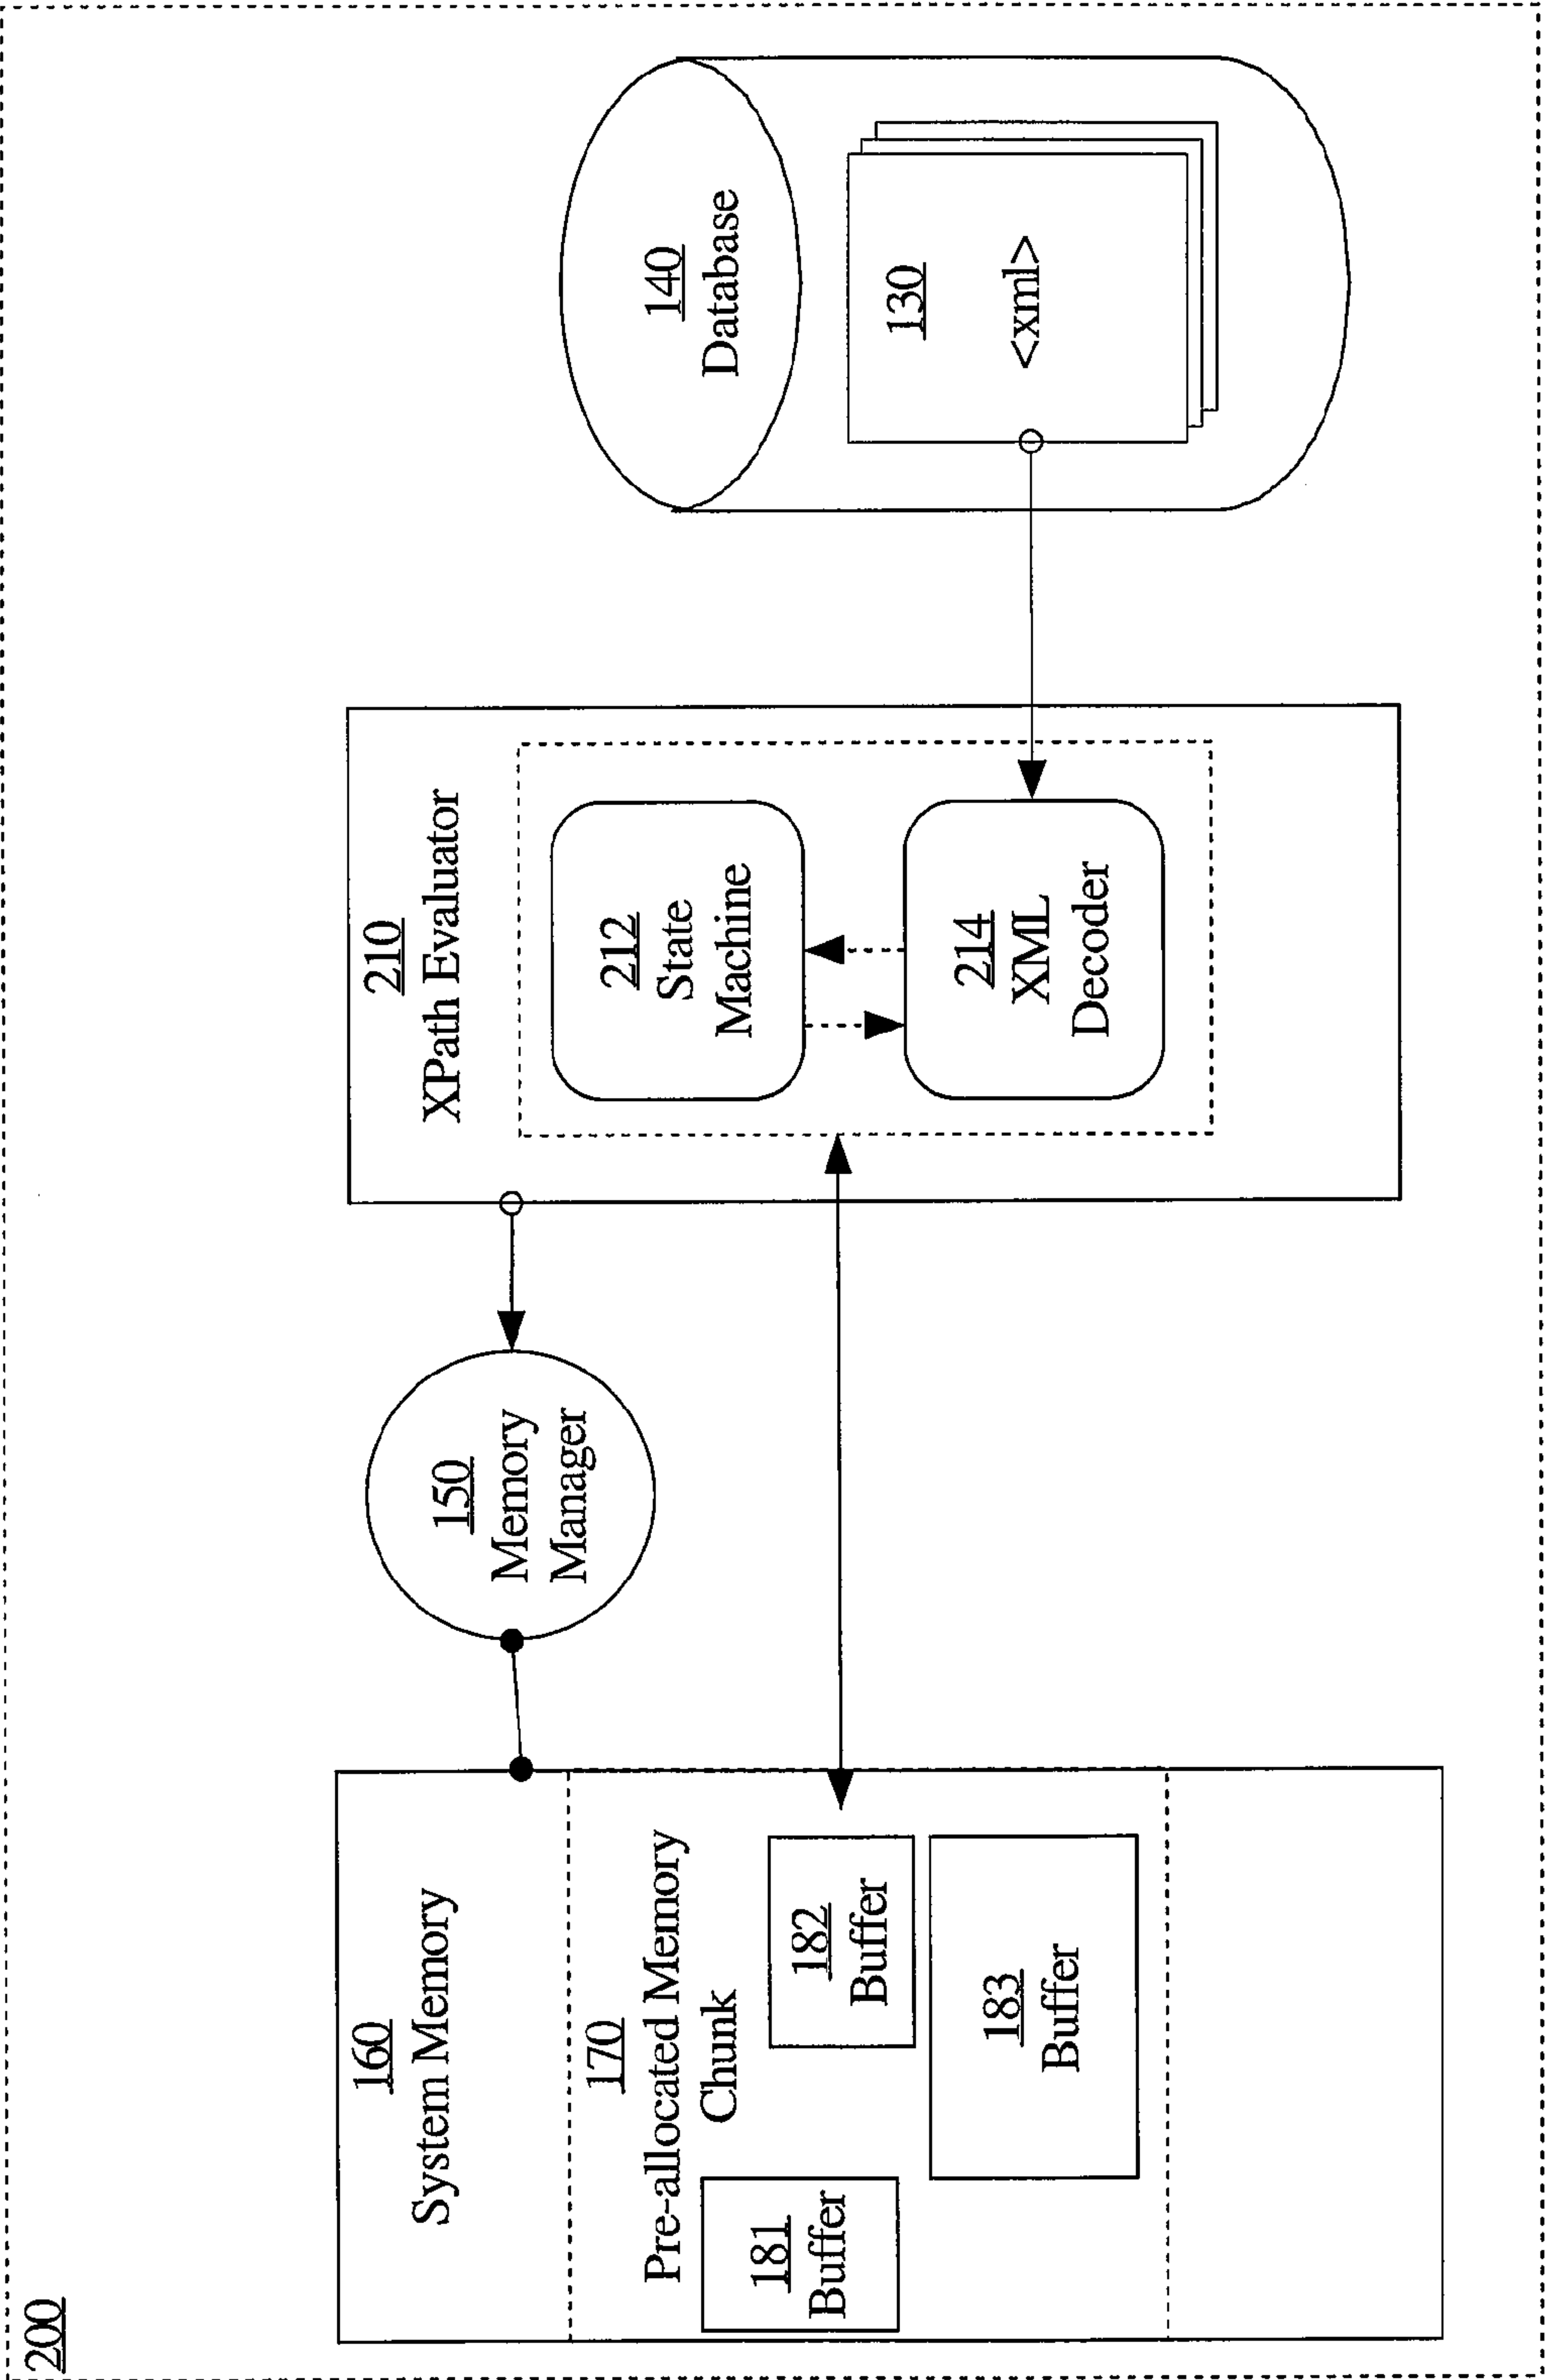 200
160
System Memory
170
Pre-allocated Memory
Chunk
181
Buffer
182
Buffer
183
Buffer
150
Memory
Manager
210
XPath Evaluator
212
State
Machine
214
XML
Decoder
140
Database
130
<xml>